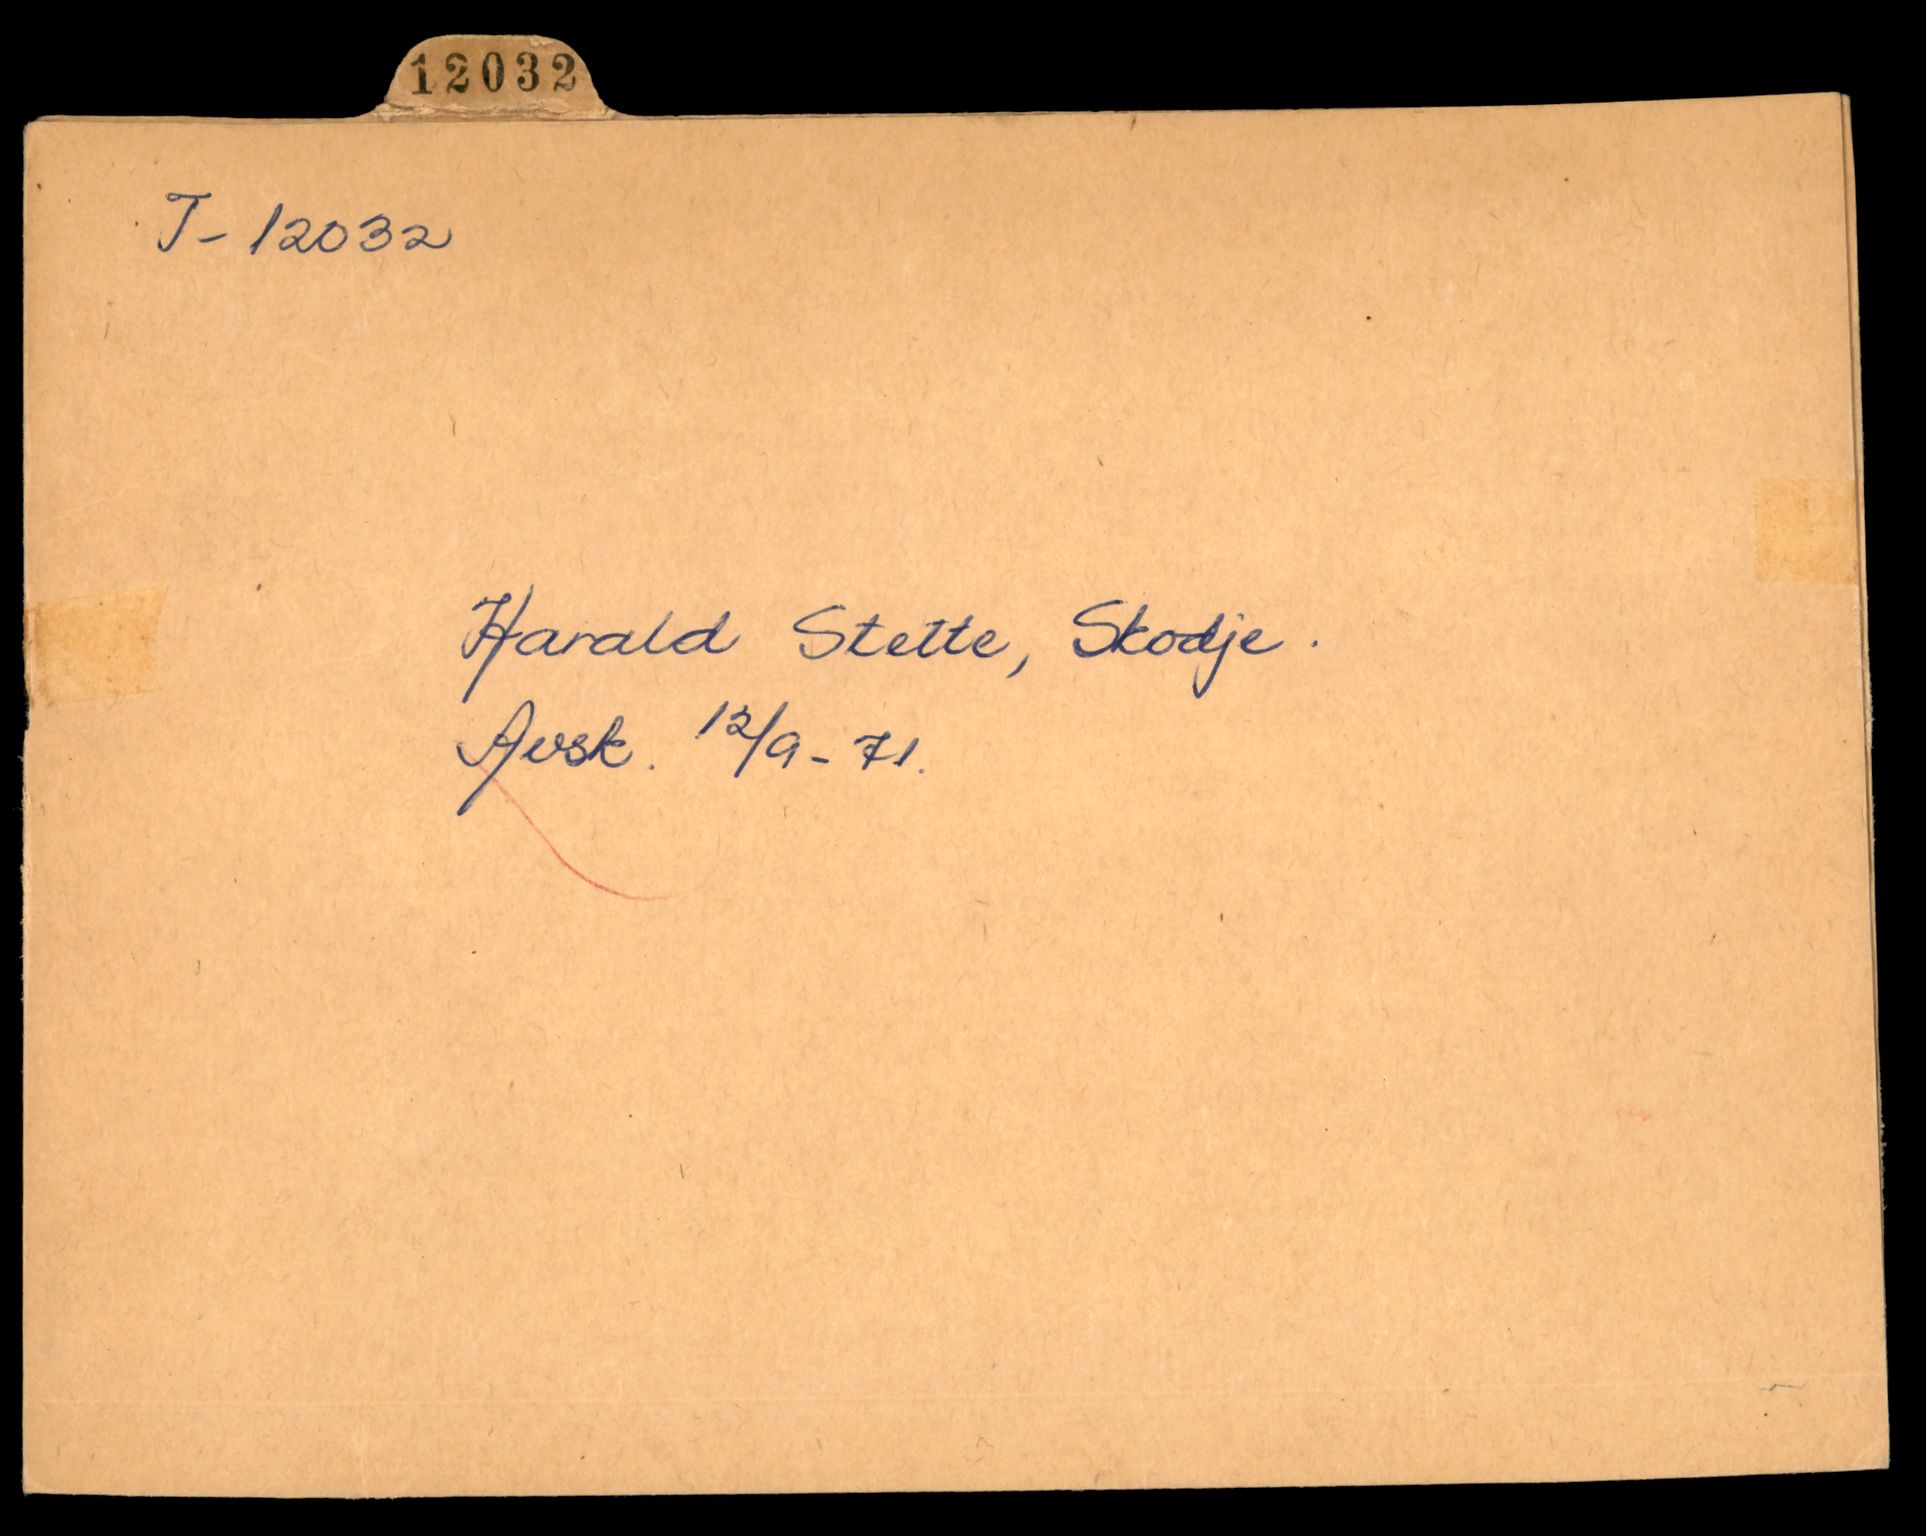 12032
T- 12032
Harald Stette, Skodje.
Avsk. 12/9-71.